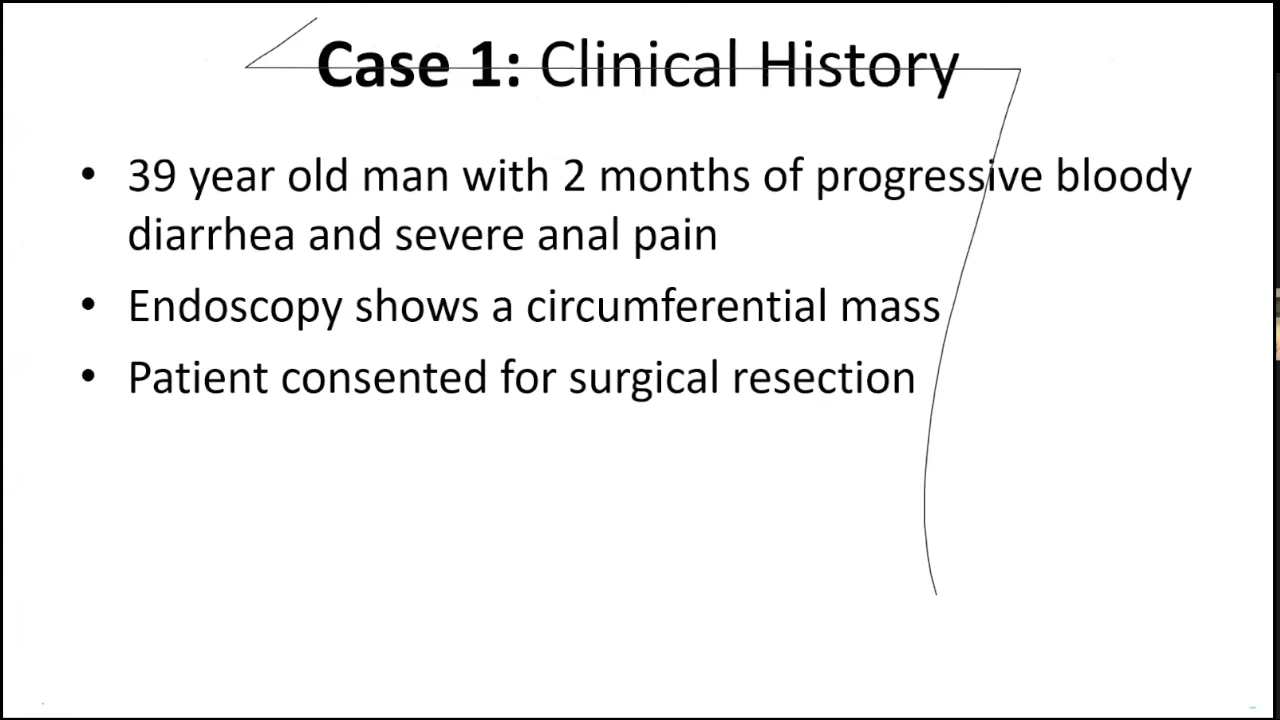 Case 1: Clinical History
• 39 year old man with 2 months of progressive bloody
diarrhea and severe anal pain
• Endoscopy shows a circumferential mass
• Patient consented for surgical resection